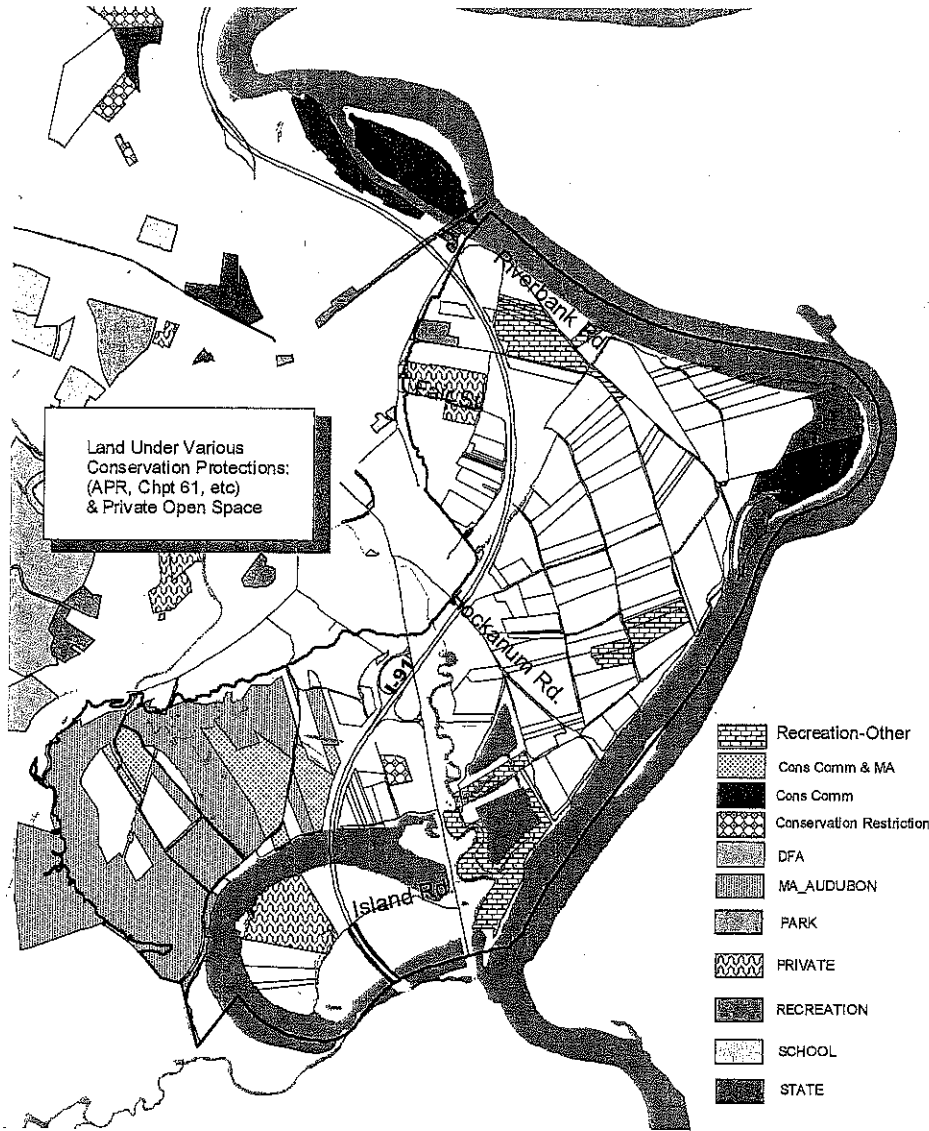 Riverbank Rd.
Land Under Various
Conservation Protections:
(APR, Chpt 61, etc)
& Private Open Space
Hockanum Rd.
I-91
Island Rd.
Recreation-Other
Cons Comm & MA
Cons Comm
Conservation Restriction
DFA
MA_AUDUBON
PARK
PRIVATE
RECREATION
SCHOOL
STATE